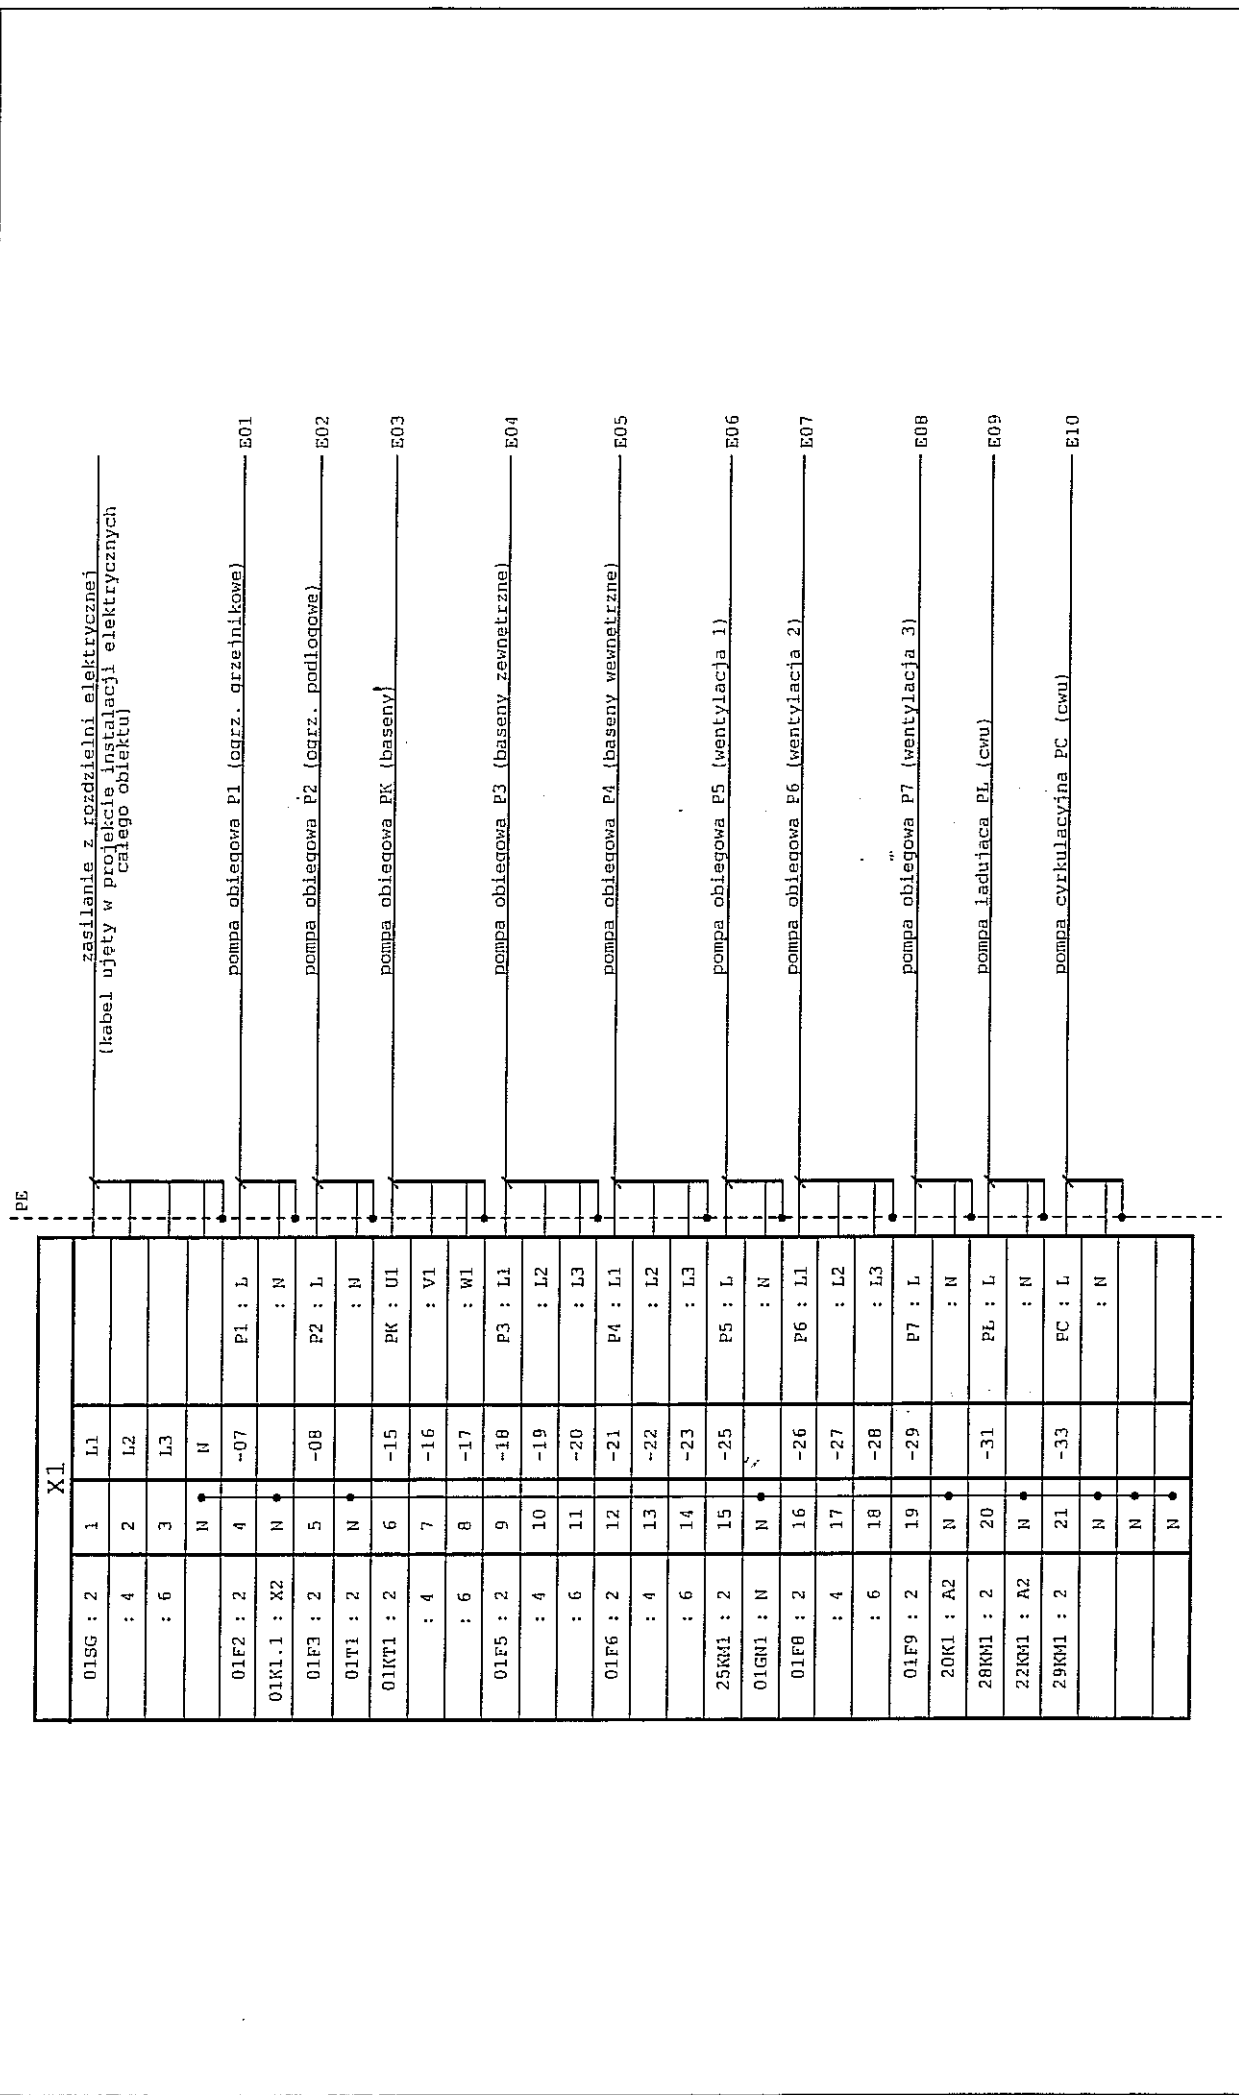 X1
PE
01SG : 2 1 L1
: 4 2 L2
: 6 3 L3
N N
zasilanie z rozdzielni elektrycznej
(kabel ujęty w projekcie instalacji elektrycznych
całego obiektu)
01F2 : 2 4 -07 P1 : L pompa obiegowa P1 (ogrz. grzejnikowe) E01
01K1.1 : X2 N : N
01F3 : 2 5 -08 P2 : L pompa obiegowa P2 (ogrz. podłogowe) E02
01T1 : 2 N : N
01KT1 : 2 6 -15 PK : U1 pompa obiegowa PK (baseny) E03
: 4 7 -16 : V1
: 6 8 -17 : W1
01F5 : 2 9 -18 P3 : L1 pompa obiegowa P3 (baseny zewnętrzne) E04
: 4 10 -19 : L2
: 6 11 -20 : L3
01F6 : 2 12 -21 P4 : L1 pompa obiegowa P4 (baseny wewnętrzne) E05
: 4 13 -22 : L2
: 6 14 -23 : L3
25KM1 : 2 15 -25 P5 : L pompa obiegowa P5 (wentylacja 1) E06
01GN1 : N N : N
01F8 : 2 16 -26 P6 : L1 pompa obiegowa P6 (wentylacja 2) E07
: 4 17 -27 : L2
: 6 18 -28 : L3
01F9 : 2 19 -29 P7 : L pompa obiegowa P7 (wentylacja 3) E08
20K1 : A2 N : N
28KM1 : 2 20 -31 PŁ : L pompa ładująca PŁ (cwu) E09
22KM1 : A2 N : N
29KM1 : 2 21 -33 PC : L pompa cyrkulacyjna PC (cwu) E10
N : N
N
N